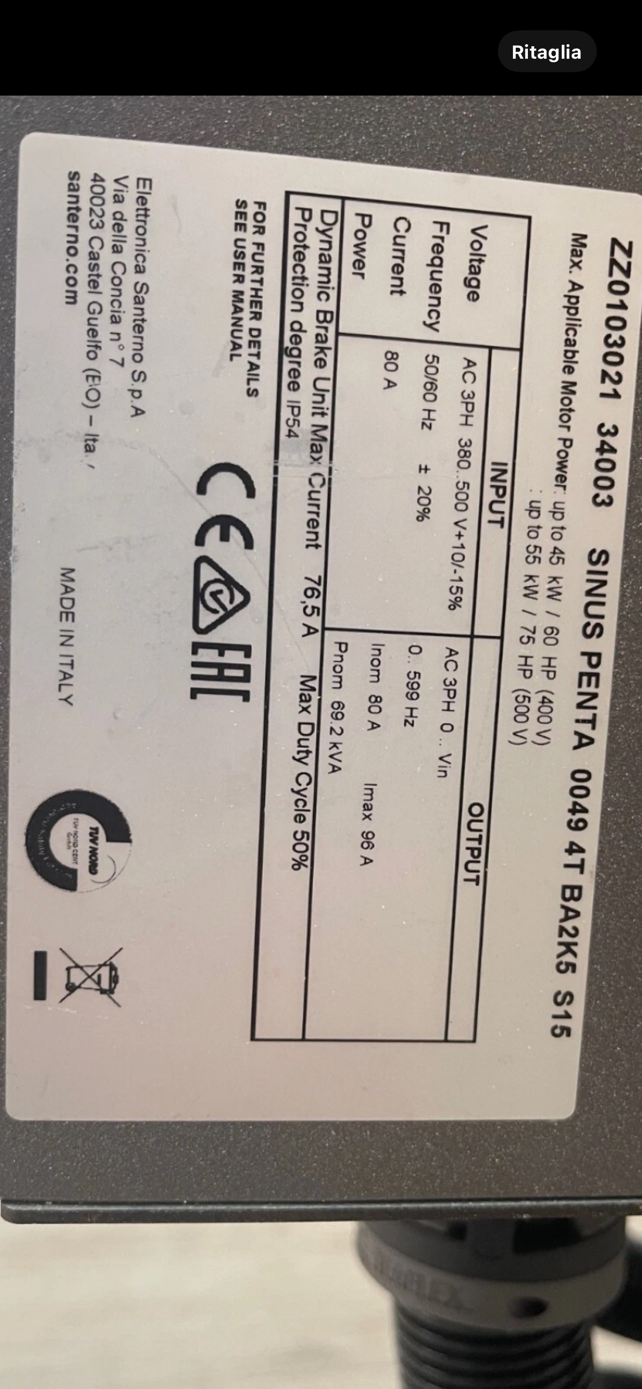 Ritaglia
ZZ0103021 34003 SINUS PENTA 0049 4T BA2K5 S15
Max. Applicable Motor Power: up to 45 kW / 60 HP (400 V)
: up to 55 kW / 75 HP (500 V)
INPUT OUTPUT
Voltage AC 3PH 380..500 V+10/-15% AC 3PH 0 .. Vin
Frequency 50/60 Hz ± 20% 0.. 599 Hz
Current 80 A Inom 80 A Imax 96 A
Power Pnom 69.2 kVA
Dynamic Brake Unit Max Current 76,5 A Max Duty Cycle 50%
Protection degree IP54
FOR FURTHER DETAILS
SEE USER MANUAL
CE EAC
Elettronica Santerno S.p.A
Via della Concia n° 7
40023 Castel Guelfo (BO) – Ita
santerno.com
MADE IN ITALY
TÜV NORD